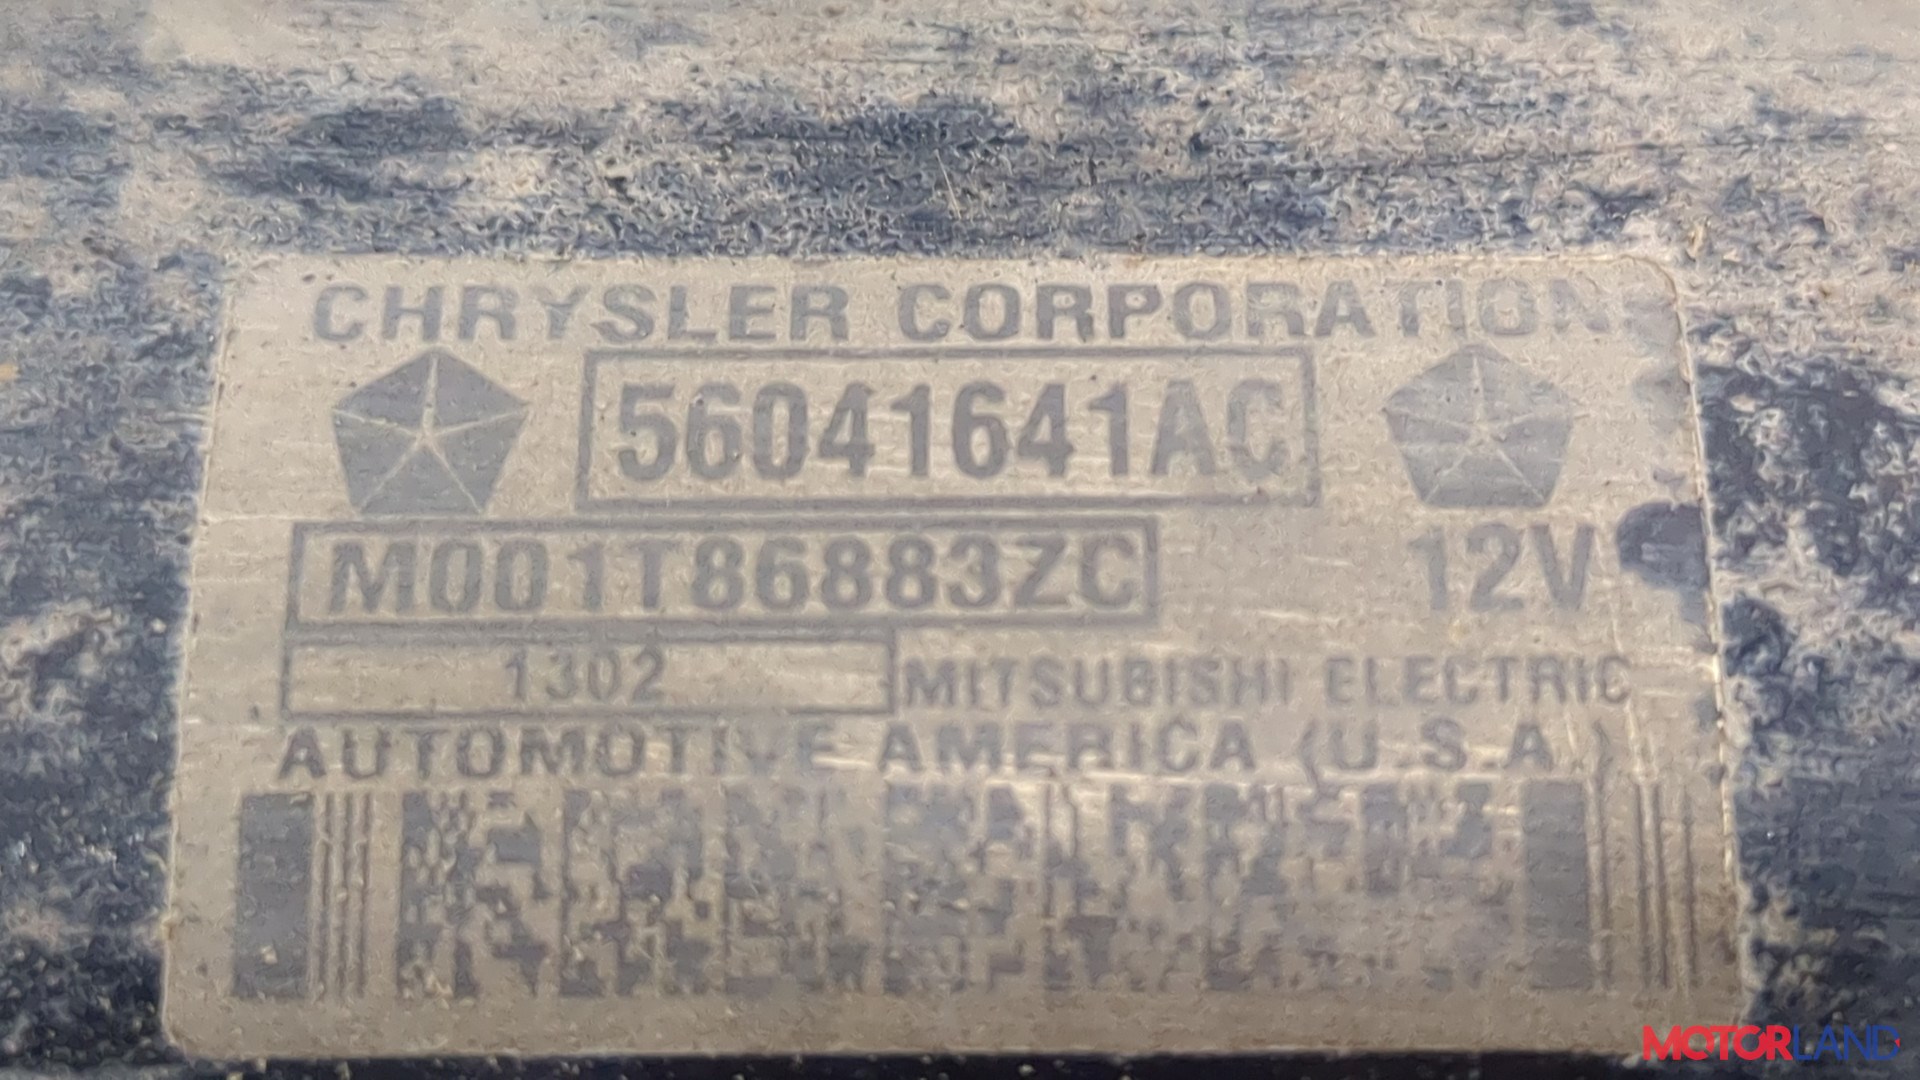 CHRYSLER CORPORATION
56041641AC
M001T86883ZC
12V
1302
MITSUBISHI ELECTRIC
AUTOMOTIVE AMERICA (U.S.A.)
MOTORLAND